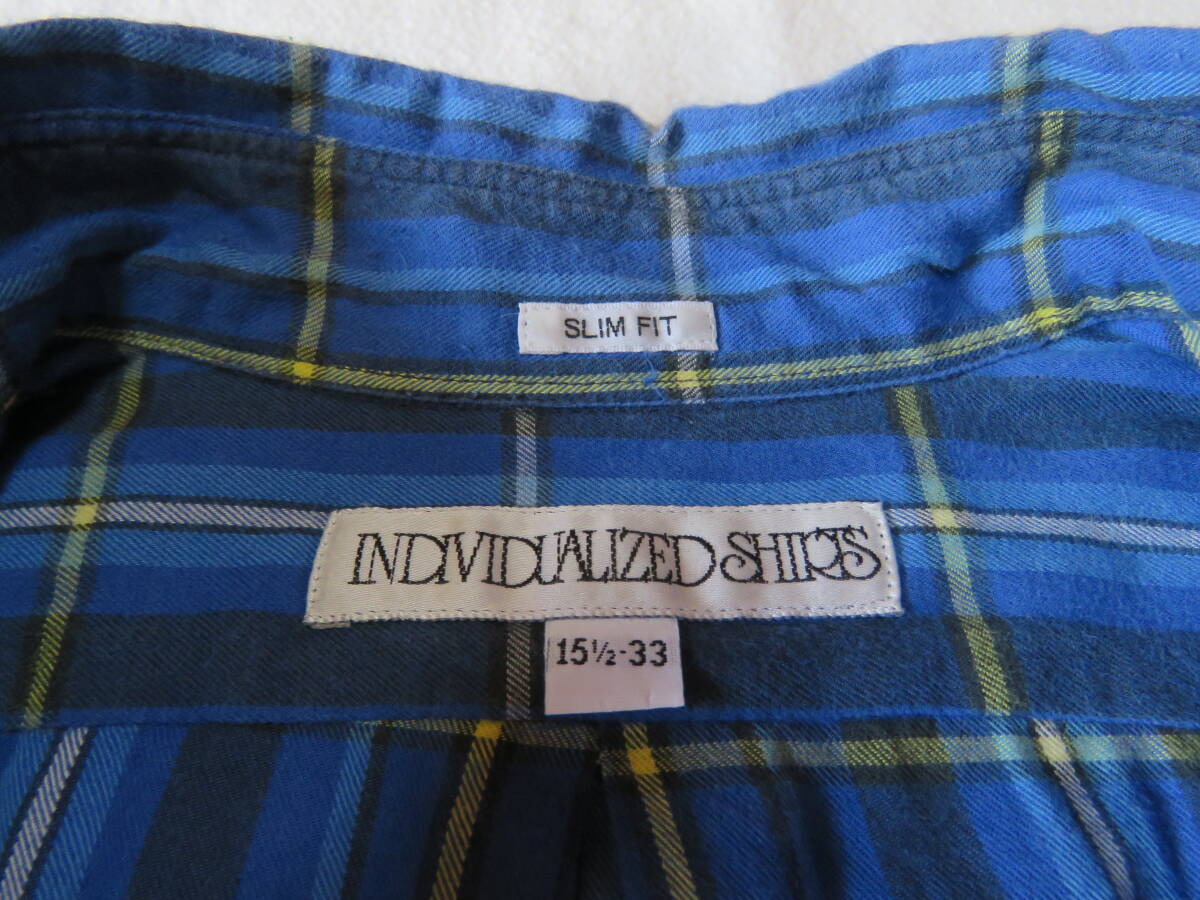 SLIM FIT
INDIVIDUALIZED SHIRTS
15½-33